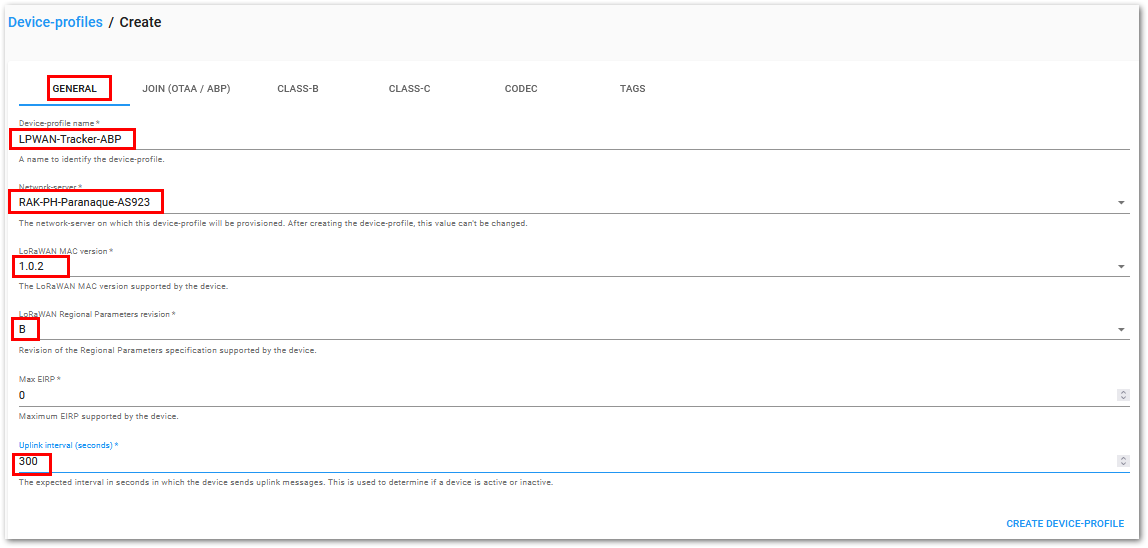 Device-profiles / Create
GENERAL JOIN (OTAA / ABP) CLASS-B CLASS-C CODEC TAGS
Device-profile name *
LPWAN-Tracker-ABP
A name to identify the device-profile.
Network-server *
RAK-PH-Paranaque-AS923
The network-server on which this device-profile will be provisioned. After creating the device-profile, this value can't be changed.
LoRaWAN MAC version *
1.0.2
The LoRaWAN MAC version supported by the device.
LoRaWAN Regional Parameters revision *
B
Revision of the Regional Parameters specification supported by the device.
Max EIRP *
0
Maximum EIRP supported by the device.
Uplink interval (seconds) *
300
The expected interval in seconds in which the device sends uplink messages. This is used to determine if a device is active or inactive.
CREATE DEVICE-PROFILE